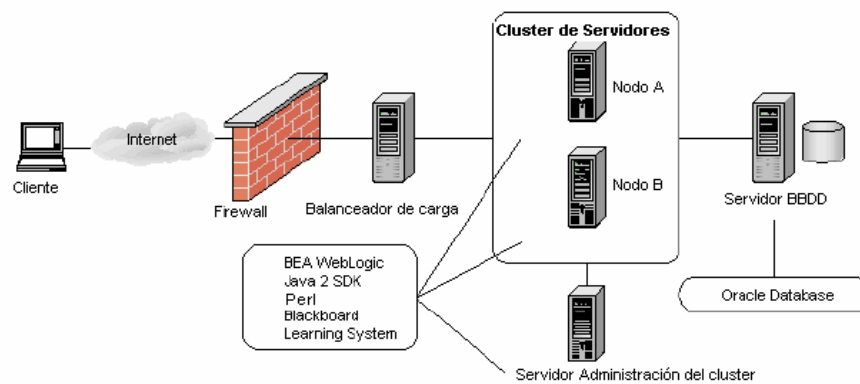 Cluster de Servidores
Nodo A
Internet
Nodo B
Cliente
Firewall
Balanceador de carga
Servidor BBDD
BEA WebLogic
Java 2 SDK
Perl
Blackboard
Learning System
Oracle Database
Servidor Administración del cluster